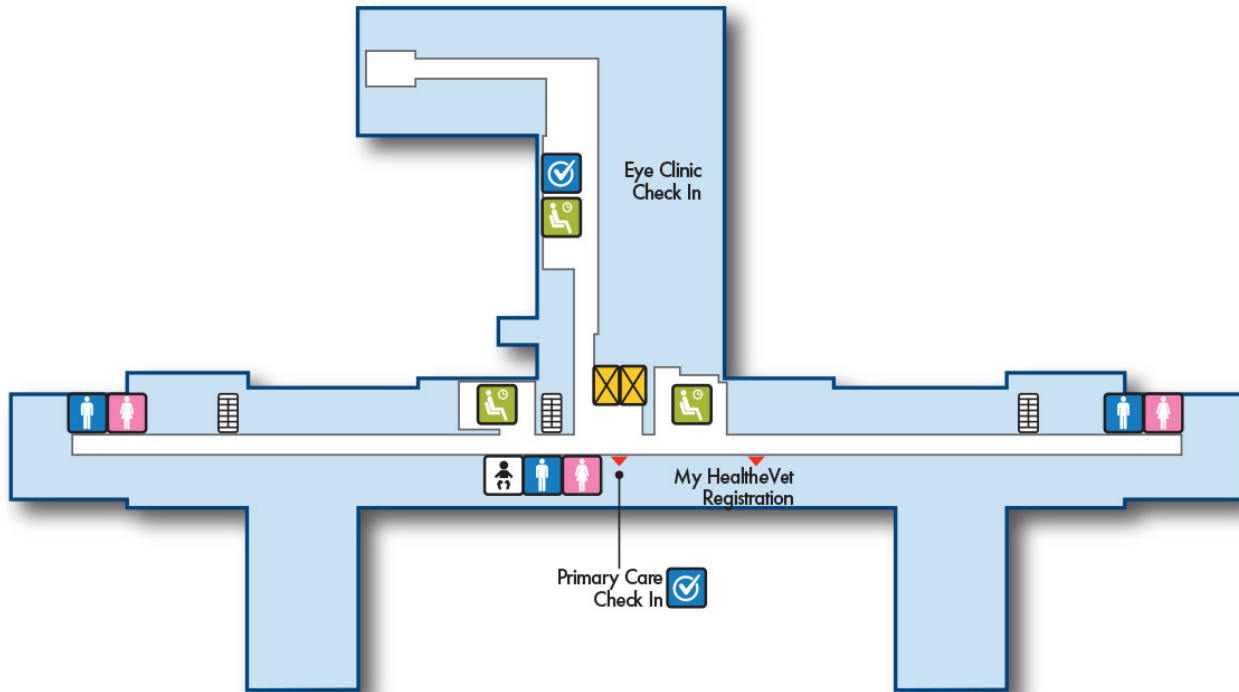 Eye Clinic
Check In
My HealtheVet
Registration
Primary Care
Check In